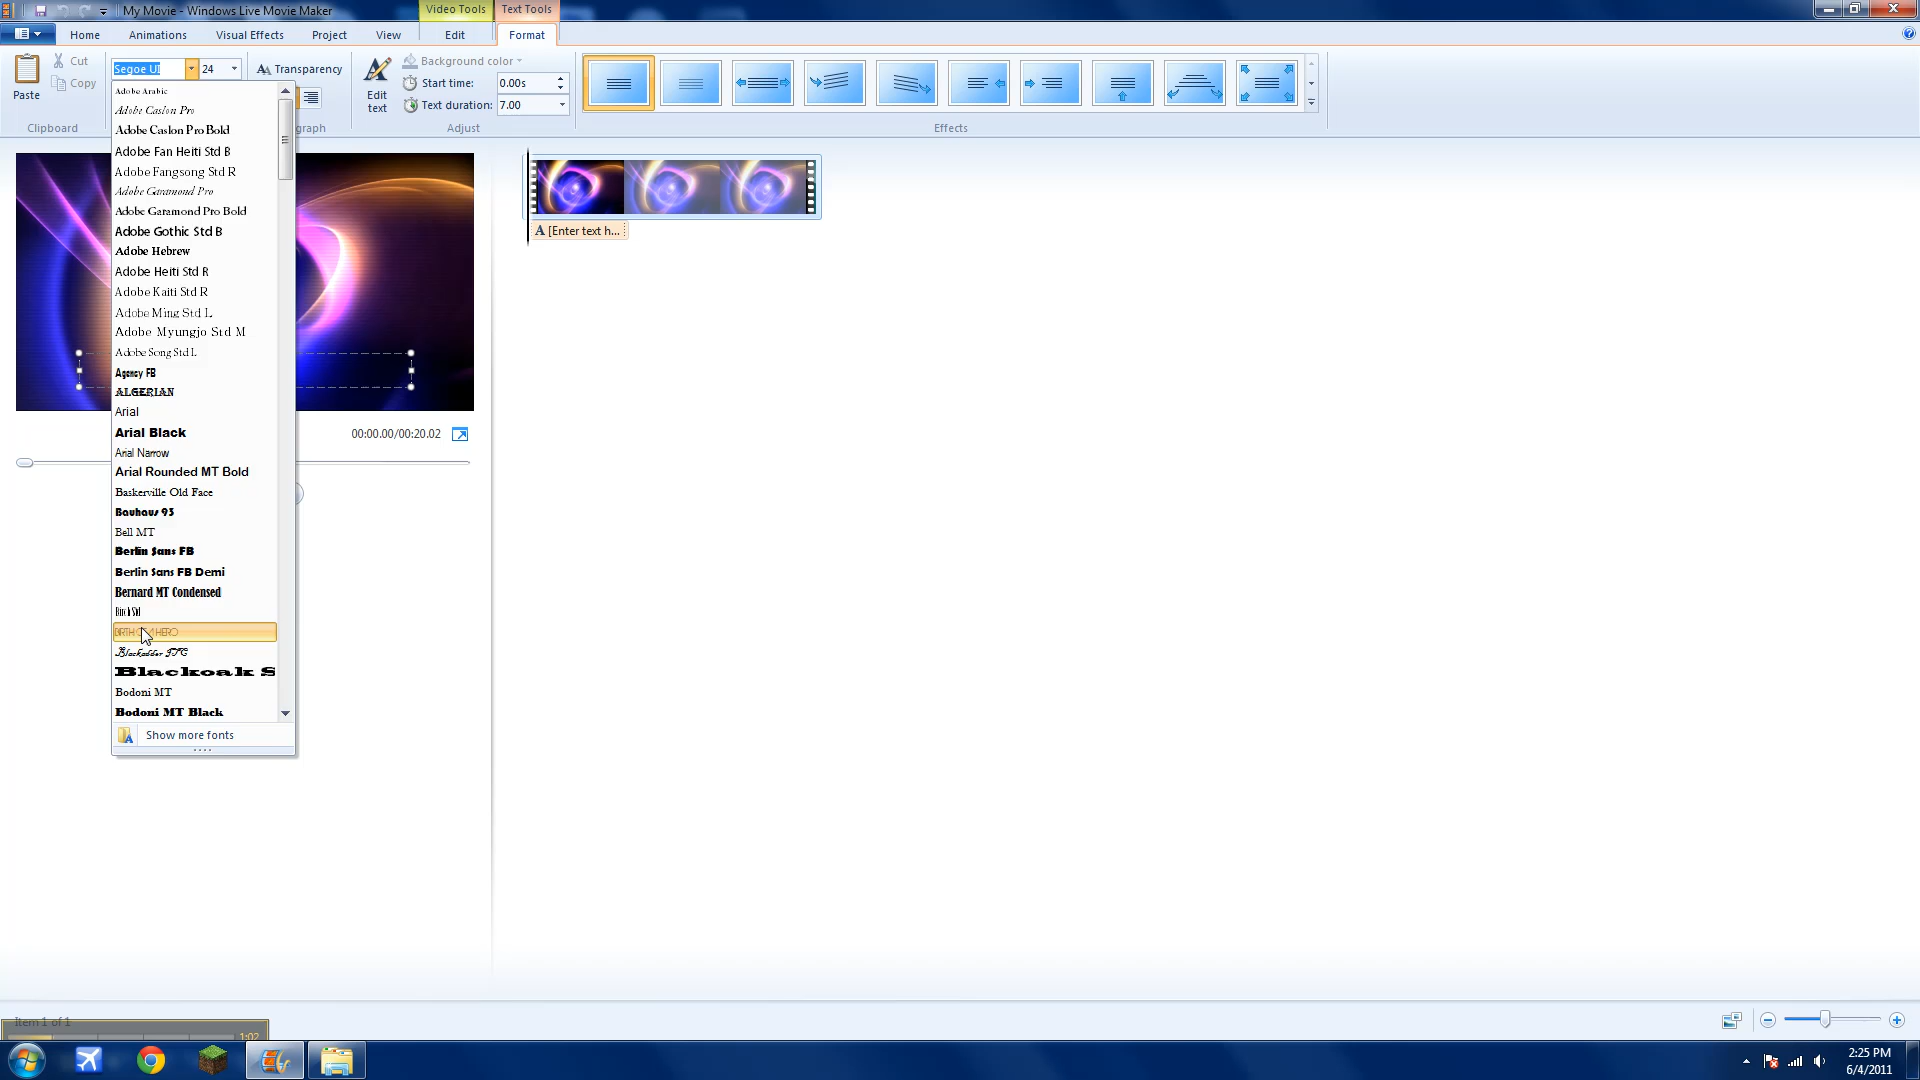 My Movie - Windows Live Movie Maker
Video Tools
Text Tools
Home
Animations
Visual Effects
Project
View
Edit
Format
Paste
Cut
Copy
Clipboard
Segoe UI
24
Transparency
graph
Edit text
Background color
Start time: 0.00s
Text duration: 7.00
Adjust
Effects
Adobe Arabic
Adobe Caslon Pro
Adobe Caslon Pro Bold
Adobe Fan Heiti Std B
Adobe Fangsong Std R
Adobe Garamond Pro
Adobe Garamond Pro Bold
Adobe Gothic Std B
Adobe Hebrew
Adobe Heiti Std R
Adobe Kaiti Std R
Adobe Ming Std L
Adobe Myungjo Std M
Adobe Song Std L
Agency FB
ALGERIAN
Arial
Arial Black
Arial Narrow
Arial Rounded MT Bold
Baskerville Old Face
Bauhaus 93
Bell MT
Berlin Sans FB
Berlin Sans FB Demi
Bernard MT Condensed
Birch Std
BIRTH OF A HERO
Blackadder ITC
Blackoak S
Bodoni MT
Bodoni MT Black
Show more fonts
00:00.00/00:20.02
A [Enter text h...
Item 1 of 1
1:02
2:25 PM
6/4/2011